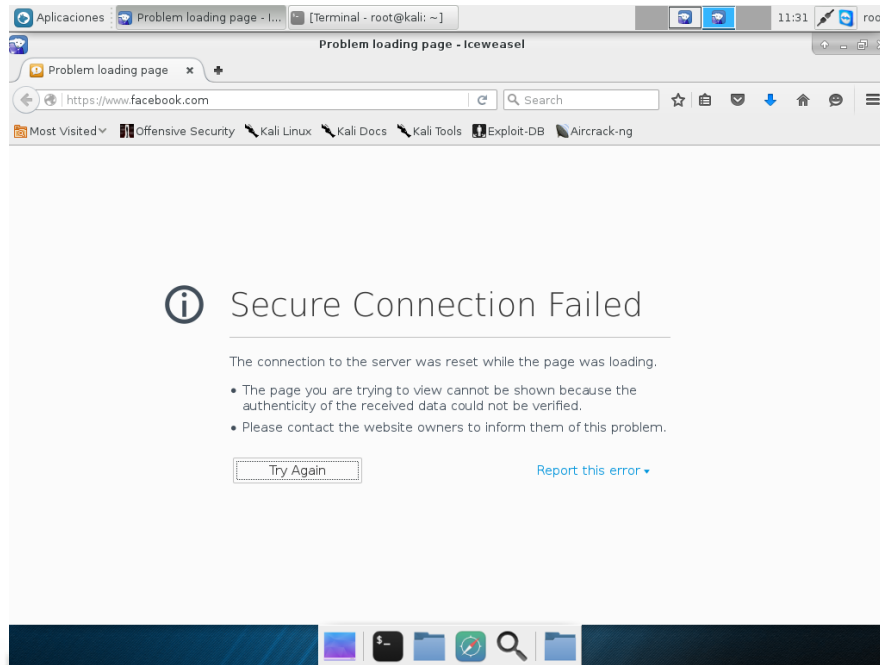 Aplicaciones Problem loading page - I... [Terminal - root@kali: ~] 11:31
Problem loading page - Iceweasel
Problem loading page
https://www.facebook.com Search
Most Visited Offensive Security Kali Linux Kali Docs Kali Tools Exploit-DB Aircrack-ng
Secure Connection Failed
The connection to the server was reset while the page was loading.
• The page you are trying to view cannot be shown because the
authenticity of the received data could not be verified.
• Please contact the website owners to inform them of this problem.
Try Again Report this error